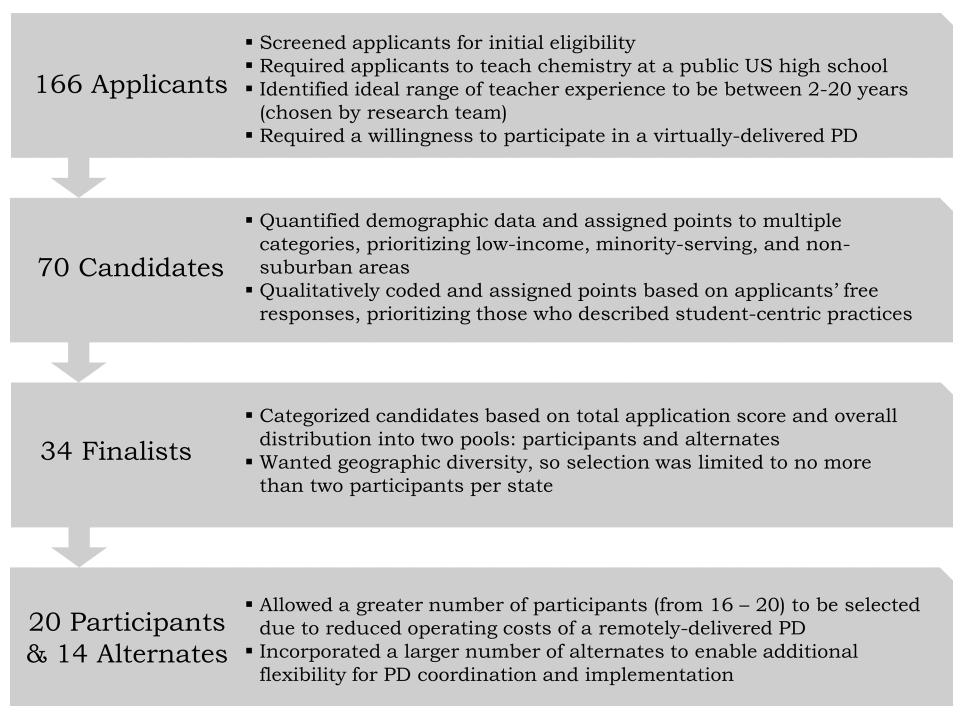 166 Applicants
▪ Screened applicants for initial eligibility
▪ Required applicants to teach chemistry at a public US high school
▪ Identified ideal range of teacher experience to be between 2-20 years
(chosen by research team)
▪ Required a willingness to participate in a virtually-delivered PD
70 Candidates
▪ Quantified demographic data and assigned points to multiple
categories, prioritizing low-income, minority-serving, and non-
suburban areas
▪ Qualitatively coded and assigned points based on applicants’ free
responses, prioritizing those who described student-centric practices
34 Finalists
▪ Categorized candidates based on total application score and overall
distribution into two pools: participants and alternates
▪ Wanted geographic diversity, so selection was limited to no more
than two participants per state
20 Participants
& 14 Alternates
▪ Allowed a greater number of participants (from 16 – 20) to be selected
due to reduced operating costs of a remotely-delivered PD
▪ Incorporated a larger number of alternates to enable additional
flexibility for PD coordination and implementation